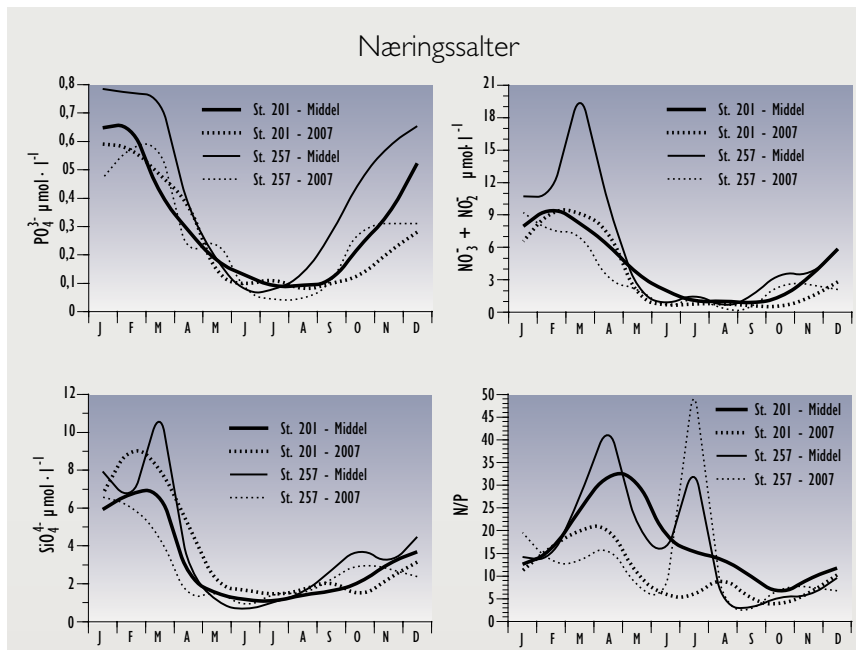 Næringssalter
PO₄³⁻ µmol · l⁻¹
0,8
0,7
0,6
0,5
0,4
0,3
0,2
0,1
0
St. 201 - Middel
St. 201 - 2007
St. 257 - Middel
St. 257 - 2007
J F M A M J J A S O N D
NO₃⁻ + NO₂⁻ µmol·l⁻¹
21
18
15
12
9
6
3
0
St. 201 - Middel
St. 201 - 2007
St. 257 - Middel
St. 257 - 2007
J F M A M J J A S O N D
SiO₄⁴⁻ µmol · l⁻¹
12
10
8
6
4
2
0
St. 201 - Middel
St. 201 - 2007
St. 257 - Middel
St. 257 - 2007
J F M A M J J A S O N D
N/P
50
45
40
35
30
25
20
15
10
5
0
St. 201 - Middel
St. 201 - 2007
St. 257 - Middel
St. 257 - 2007
J F M A M J J A S O N D